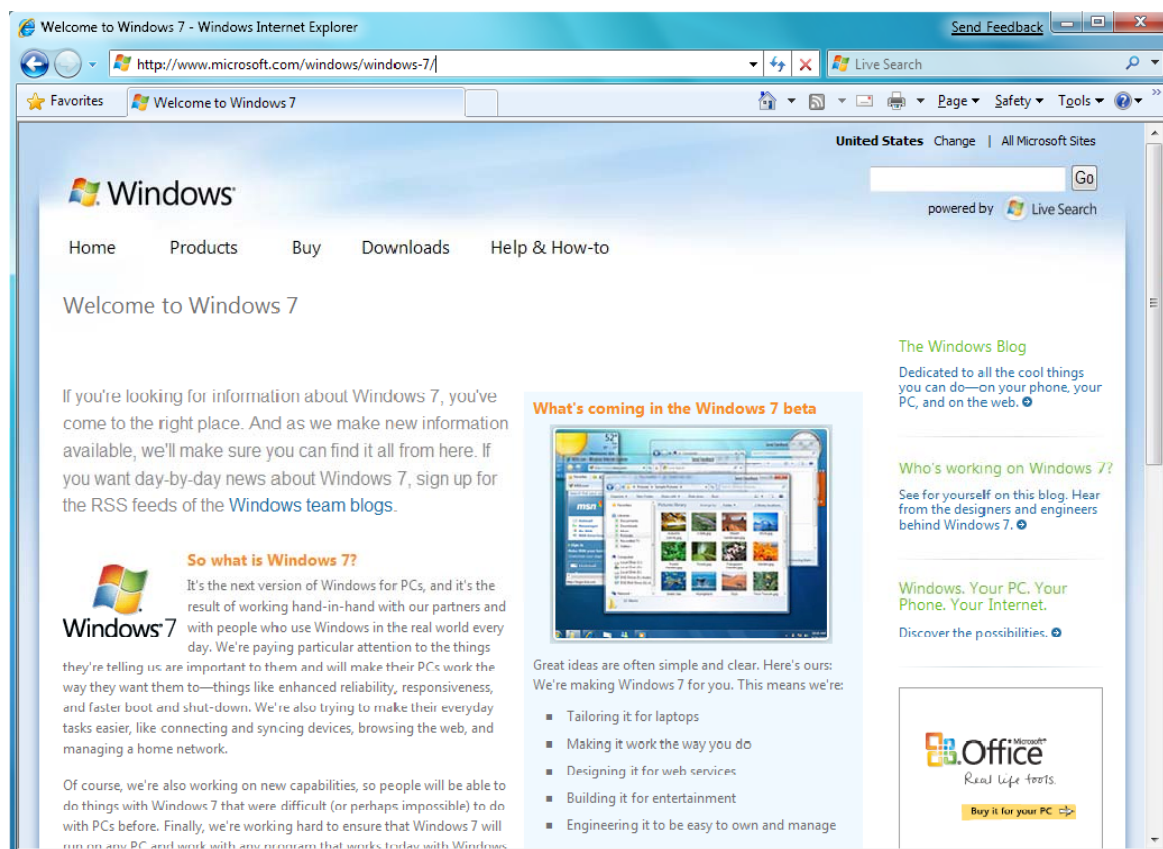 Welcome to Windows 7 - Windows Internet Explorer
Send Feedback
http://www.microsoft.com/windows/windows-7/
Live Search
Favorites
Welcome to Windows 7
Page
Safety
Tools
United States Change | All Microsoft Sites
Windows
Go
powered by Live Search
Home Products Buy Downloads Help & How-to
Welcome to Windows 7
If you're looking for information about Windows 7, you've
come to the right place. And as we make new information
available, we'll make sure you can find it all from here. If
you want day-by-day news about Windows 7, sign up for
the RSS feeds of the Windows team blogs.
So what is Windows 7?
Windows 7
It's the next version of Windows for PCs, and it's the
result of working hand-in-hand with our partners and
with people who use Windows in the real world every
day. We're paying particular attention to the things
they're telling us are important to them and will make their PCs work the
way they want them to—things like enhanced reliability, responsiveness,
and faster boot and shut-down. We're also trying to make their everyday
tasks easier, like connecting and syncing devices, browsing the web, and
managing a home network.
Of course, we're also working on new capabilities, so people will be able to
do things with Windows 7 that were difficult (or perhaps impossible) to do
with PCs before. Finally, we're working hard to ensure that Windows 7 will
run on any PC and work with any program that works today with Windows
What's coming in the Windows 7 beta
52°
msn
Great ideas are often simple and clear. Here's ours:
We're making Windows 7 for you. This means we're:
Tailoring it for laptops
Making it work the way you do
Designing it for web services
Building it for entertainment
Engineering it to be easy to own and manage
The Windows Blog
Dedicated to all the cool things
you can do—on your phone, your
PC, and on the web.
Who's working on Windows 7?
See for yourself on this blog. Hear
from the designers and engineers
behind Windows 7.
Windows. Your PC. Your
Phone. Your Internet.
Discover the possibilities.
Microsoft®
Office
Real life tools.
Buy it for your PC